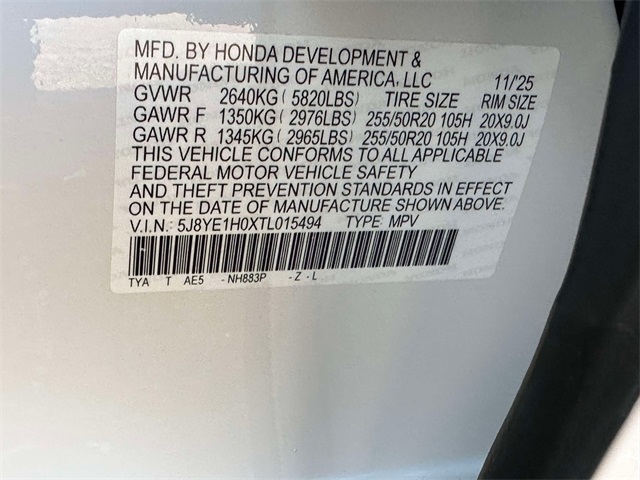 MFD. BY HONDA DEVELOPMENT &
MANUFACTURING OF AMERICA, LLC 11/'25
GVWR 2640KG ( 5820LBS) TIRE SIZE RIM SIZE
GAWR F 1350KG ( 2976LBS) 255/50R20 105H 20X9.0J
GAWR R 1345KG ( 2965LBS) 255/50R20 105H 20X9.0J
THIS VEHICLE CONFORMS TO ALL APPLICABLE
FEDERAL MOTOR VEHICLE SAFETY
AND THEFT PREVENTION STANDARDS IN EFFECT
ON THE DATE OF MANUFACTURE SHOWN ABOVE.
V.I.N.: 5J8YE1H0XTL015494 TYPE: MPV
TYA T AE5 -NH883P -Z-L